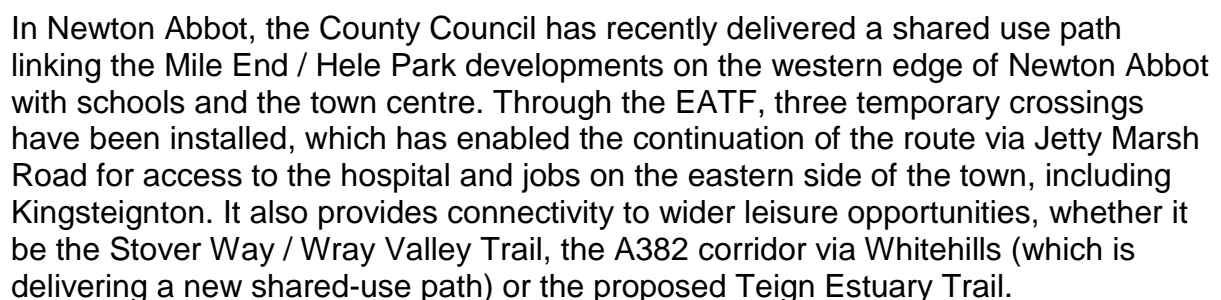 In Newton Abbot, the County Council has recently delivered a shared use path
linking the Mile End / Hele Park developments on the western edge of Newton Abbot
with schools and the town centre. Through the EATF, three temporary crossings
have been installed, which has enabled the continuation of the route via Jetty Marsh
Road for access to the hospital and jobs on the eastern side of the town, including
Kingsteignton. It also provides connectivity to wider leisure opportunities, whether it
be the Stover Way / Wray Valley Trail, the A382 corridor via Whitehills (which is
delivering a new shared-use path) or the proposed Teign Estuary Trail.